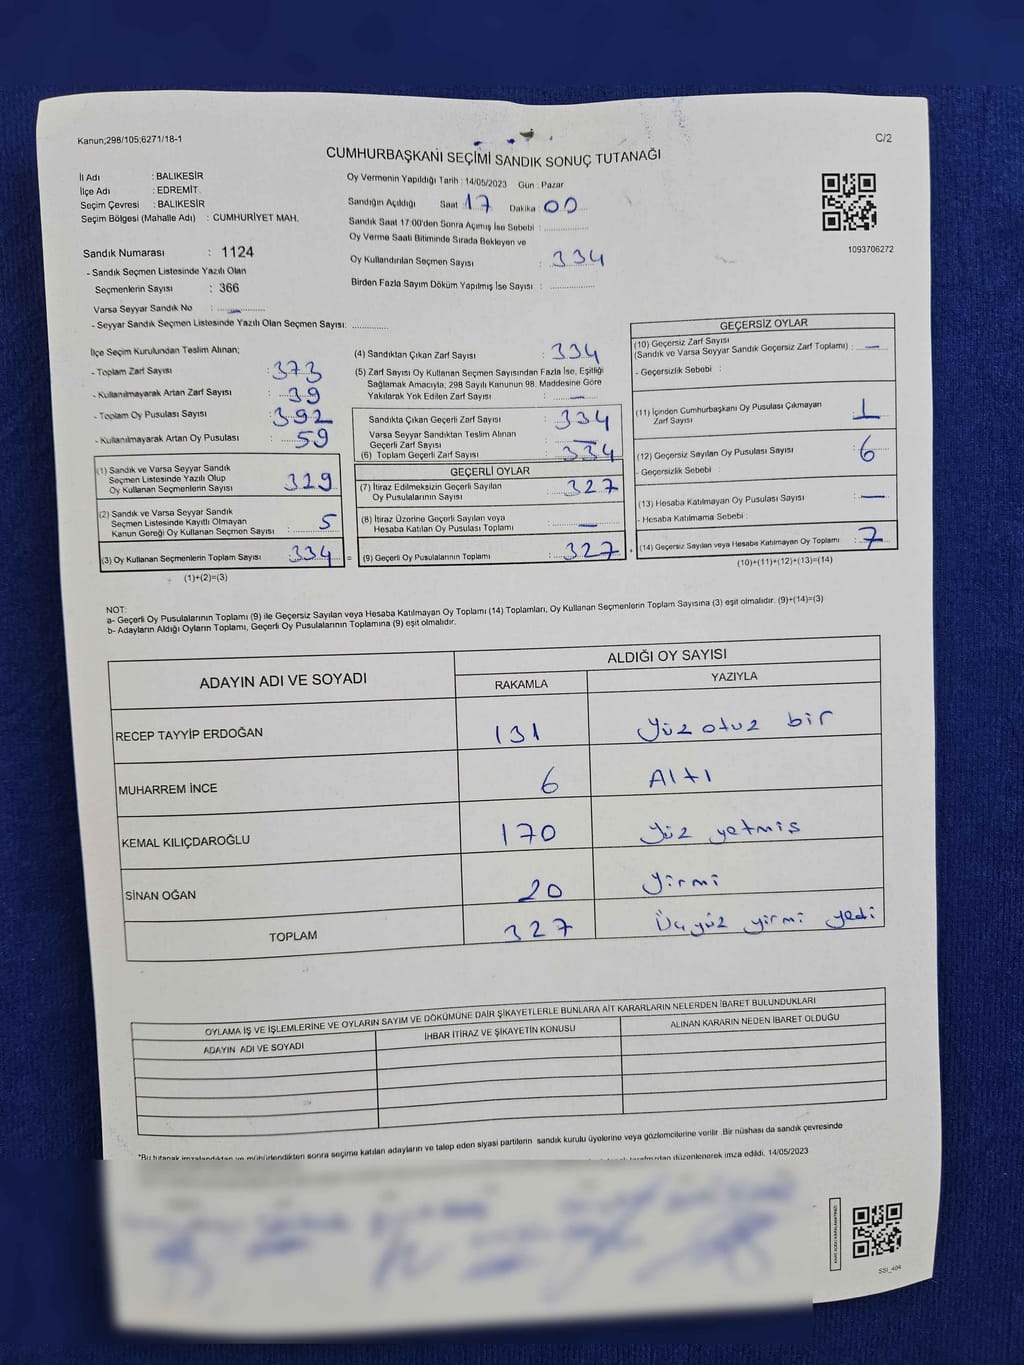 Kanun;298/105;6271/18-1
C/2
CUMHURBAŞKANI SEÇİMİ SANDIK SONUÇ TUTANAĞI
İl Adı : BALIKESİR
İlçe Adı : EDREMİT
Seçim Çevresi : BALIKESİR
Seçim Bölgesi (Mahalle Adı) : CUMHURİYET MAH.
Sandık Numarası : 1124
- Sandık Seçmen Listesinde Yazılı Olan
Seçmenlerin Sayısı : 366
Varsa Seyyar Sandık No : —
- Seyyar Sandık Seçmen Listesinde Yazılı Olan Seçmen Sayısı: ............
Oy Vermenin Yapıldığı Tarih : 14/05/2023 Gün : Pazar
Sandığın Açıldığı Saat 17 Dakika 00
Sandık Saat 17:00'den Sonra Açımış İse Sebebi : ............
Oy Verme Saati Bitiminde Sırada Bekleyen ve
Oy Kullandırılan Seçmen Sayısı : 334
Birden Fazla Sayım Döküm Yapılmış İse Sayısı : ............
1093706272
İlçe Seçim Kurulundan Teslim Alınan;
- Toplam Zarf Sayısı : 373
- Kullanılmayarak Artan Zarf Sayısı : 39
- Toplam Oy Pusulası Sayısı : 392
- Kullanılmayarak Artan Oy Pusulası : 59
(1) Sandık ve Varsa Seyyar Sandık
Seçmen Listesinde Yazılı Olup
Oy Kullanan Seçmenlerin Sayısı : 329
(2) Sandık ve Varsa Seyyar Sandık
Seçmen Listesinde Kayıtlı Olmayan
Kanun Gereği Oy Kullanan Seçmen Sayısı : 5
(3) Oy Kullanan Seçmenlerin Toplam Sayısı : 334 =
(1)+(2)=(3)
(4) Sandıktan Çıkan Zarf Sayısı : 334
(5) Zarf Sayısı Oy Kullanan Seçmen Sayısından Fazla İse, Eşitliği
Sağlamak Amacıyla; 298 Sayılı Kanunun 98. Maddesine Göre
Yakılarak Yok Edilen Zarf Sayısı : —
Sandıkta Çıkan Geçerli Zarf Sayısı : 334
Varsa Seyyar Sandıktan Teslim Alınan
Geçerli Zarf Sayısı : —
(6) Toplam Geçerli Zarf Sayısı : 334
GEÇERLİ OYLAR
(7) İtiraz Edilmeksizin Geçerli Sayılan
Oy Pusulalarının Sayısı : 327
(8) İtiraz Üzerine Geçerli Sayılan veya
Hesaba Katılan Oy Pusulası Toplamı : —
(9) Geçerli Oy Pusulalarının Toplamı : 327 +
GEÇERSİZ OYLAR
(10) Geçersiz Zarf Sayısı
(Sandık ve Varsa Seyyar Sandık Geçersiz Zarf Toplamı) : —
- Geçersizlik Sebebi :
(11) İçinden Cumhurbaşkanı Oy Pusulası Çıkmayan
Zarf Sayısı : 1
(12) Geçersiz Sayılan Oy Pusulası Sayısı : 6
- Geçersizlik Sebebi :
(13) Hesaba Katılmayan Oy Pusulası Sayısı : —
- Hesaba Katılmama Sebebi :
(14) Geçersiz Sayılan veya Hesaba Katılmayan Oy Toplamı : 7
(10)+(11)+(12)+(13)=(14)
NOT:
a- Geçerli Oy Pusulalarının Toplamı (9) ile Geçersiz Sayılan veya Hesaba Katılmayan Oy Toplamı (14) Toplamları, Oy Kullanan Seçmenlerin Toplam Sayısına (3) eşit olmalıdır. (9)+(14)=(3)
b- Adayların Aldığı Oyların Toplamı, Geçerli Oy Pusulalarının Toplamına (9) eşit olmalıdır.
ADAYIN ADI VE SOYADI
ALDIĞI OY SAYISI
RAKAMLA YAZIYLA
RECEP TAYYİP ERDOĞAN 131 Yüz otuz bir
MUHARREM İNCE 6 Altı
KEMAL KILIÇDAROĞLU 170 Yüz yetmiş
SİNAN OĞAN 20 Yirmi
TOPLAM 327 Üçyüz yirmi yedi
OYLAMA İŞ VE İŞLEMLERİNE VE OYLARIN SAYIM VE DÖKÜMÜNE DAİR ŞİKAYETLERLE BUNLARA AİT KARARLARIN NELERDEN İBARET BULUNDUKLARI
ADAYIN ADI VE SOYADI İHBAR İTİRAZ VE ŞİKAYETİN KONUSU ALINAN KARARIN NEDEN İBARET OLDUĞU
*Bu tutanak imzalandıktan ve mühürlendikten sonra seçime katılan adayların ve talep eden siyasi partilerin sandık kurulu üyelerine veya gözlemcilerine verilir .Bir nüshası da sandık çevresinde
tarafından düzenlenerek imza edildi. 14/05/2023
SSI_404